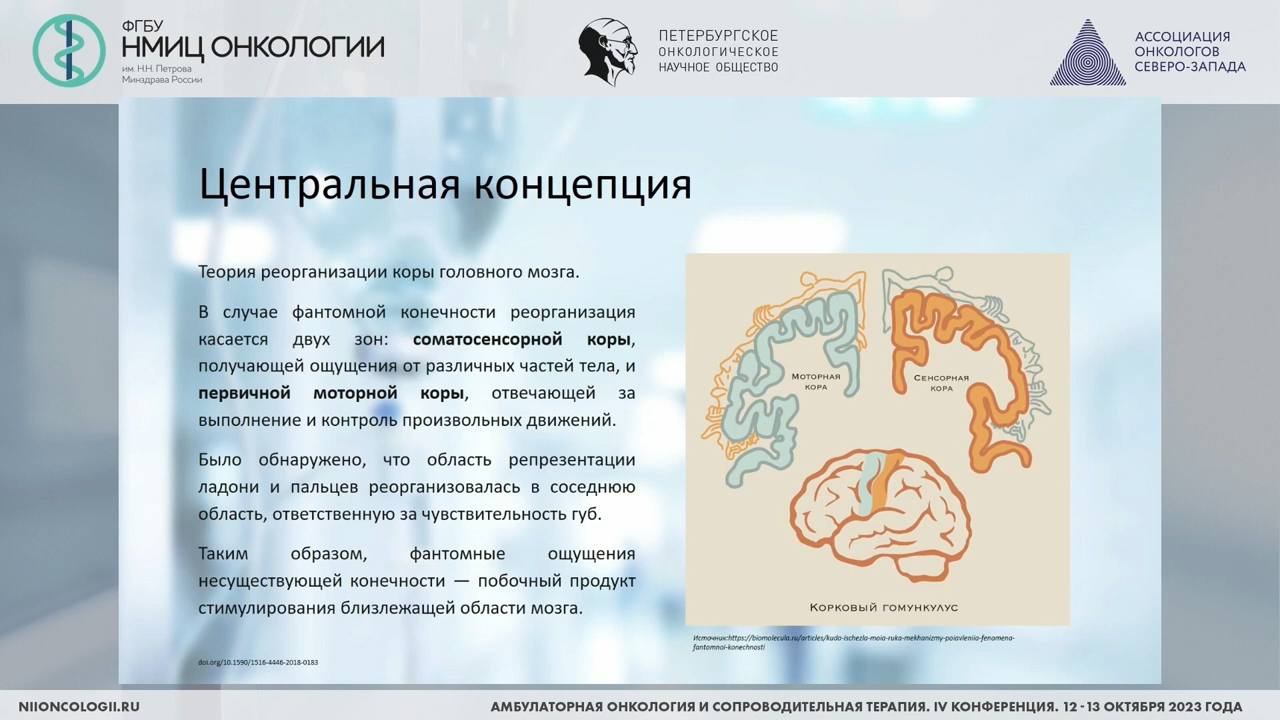 ФГБУ
НМИЦ ОНКОЛОГИИ
им. Н.Н. Петрова
Минздрава России
ПЕТЕРБУРГСКОЕ
ОНКОЛОГИЧЕСКОЕ
НАУЧНОЕ ОБЩЕСТВО
АССОЦИАЦИЯ
ОНКОЛОГОВ
СЕВЕРО-ЗАПАДА
Центральная концепция
Теория реорганизации коры головного мозга.
В случае фантомной конечности реорганизация
касается двух зон: соматосенсорной коры,
получающей ощущения от различных частей тела, и
первичной моторной коры, отвечающей за
выполнение и контроль произвольных движений.
Было обнаружено, что область репрезентации
ладони и пальцев реорганизовалась в соседнюю
область, ответственную за чувствительность губ.
Таким образом, фантомные ощущения
несуществующей конечности — побочный продукт
стимулирования близлежащей области мозга.
doi.org/10.1590/1516-4446-2018-0183
Моторная
кора
Сенсорная
кора
Корковый гомункулус
Источник:https://biomolecula.ru/articles/kuda-ischezla-moia-ruka-mekhanizmy-poiavleniia-fenomena-
fantomnoi-konechnosti
NIIONCOLOGII.RU
АМБУЛАТОРНАЯ ОНКОЛОГИЯ И СОПРОВОДИТЕЛЬНАЯ ТЕРАПИЯ. IV КОНФЕРЕНЦИЯ. 12 - 13 ОКТЯБРЯ 2023 ГОДА